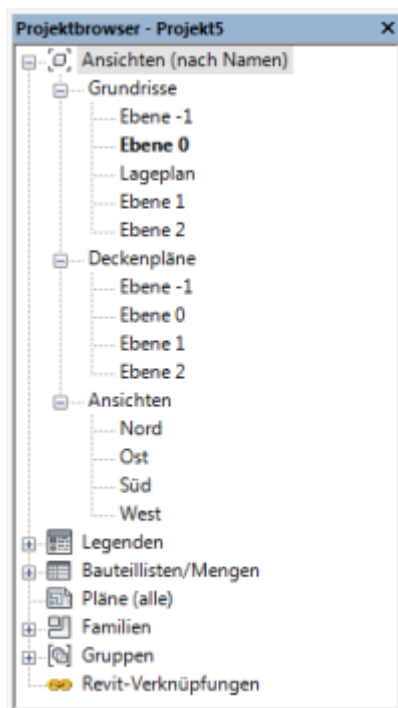 Projektbrowser - Projekt5
Ansichten (nach Namen)
Grundrisse
Ebene -1
Ebene 0
Lageplan
Ebene 1
Ebene 2
Deckenpläne
Ebene -1
Ebene 0
Ebene 1
Ebene 2
Ansichten
Nord
Ost
Süd
West
Legenden
Bauteillisten/Mengen
Pläne (alle)
Familien
Gruppen
Revit-Verknüpfungen